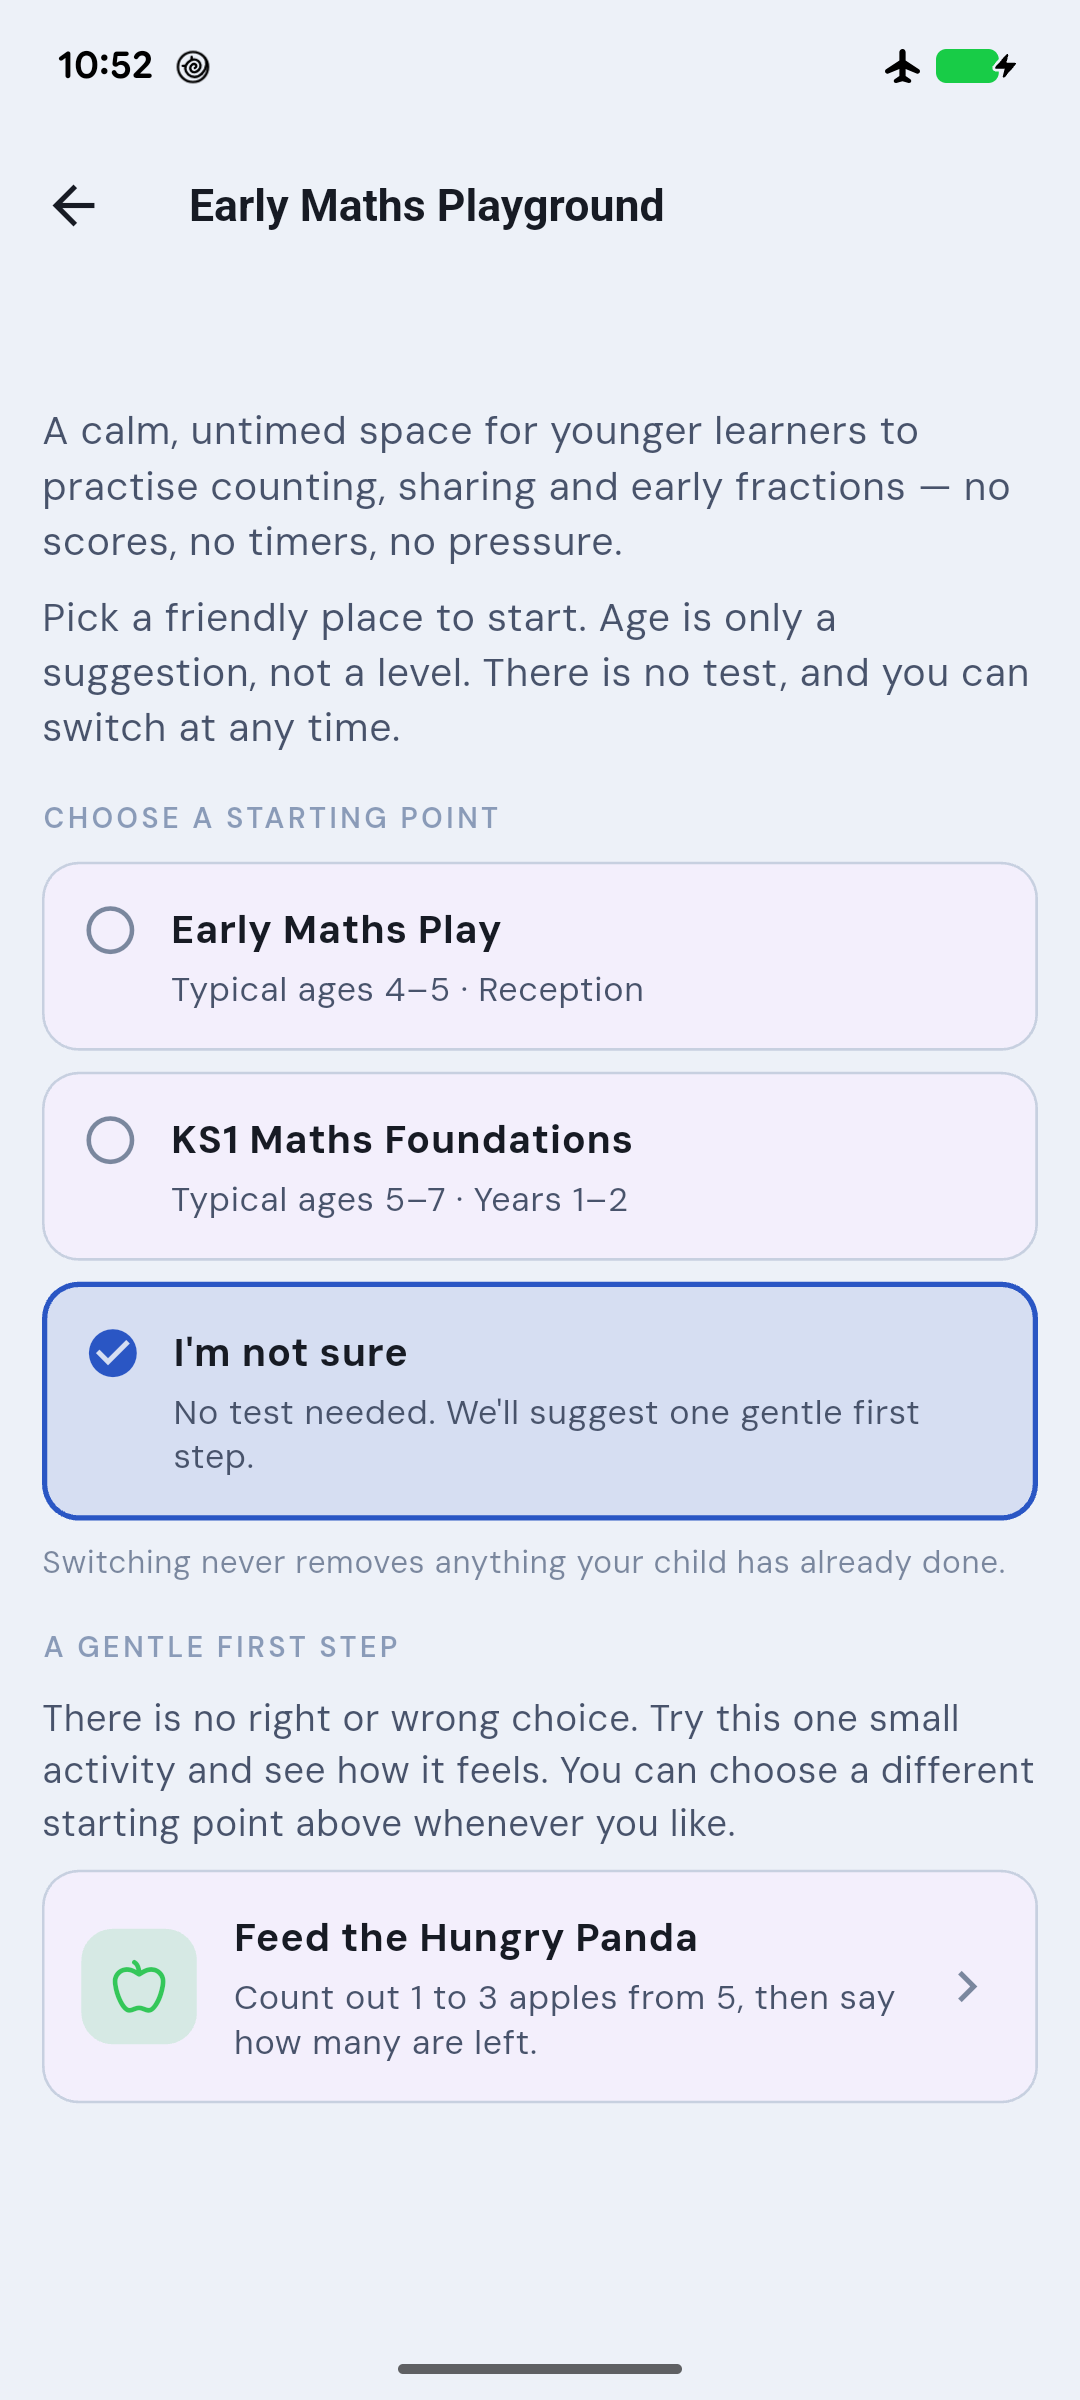 10:52
Early Maths Playground
A calm, untimed space for younger learners to
practise counting, sharing and early fractions — no
scores, no timers, no pressure.
Pick a friendly place to start. Age is only a
suggestion, not a level. There is no test, and you can
switch at any time.
CHOOSE A STARTING POINT
Early Maths Play
Typical ages 4–5 · Reception
KS1 Maths Foundations
Typical ages 5–7 · Years 1–2
I'm not sure
No test needed. We'll suggest one gentle first
step.
Switching never removes anything your child has already done.
A GENTLE FIRST STEP
There is no right or wrong choice. Try this one small
activity and see how it feels. You can choose a different
starting point above whenever you like.
Feed the Hungry Panda
Count out 1 to 3 apples from 5, then say
how many are left.